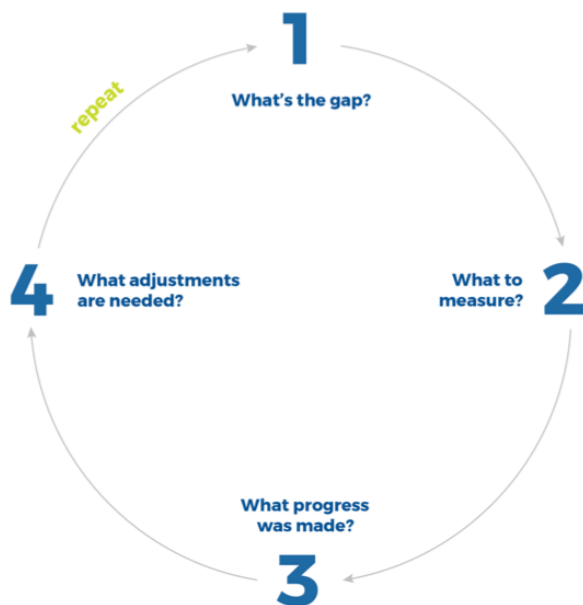 1
What's the gap?
2
What to
measure?
3
What progress
was made?
4
What adjustments
are needed?
repeat